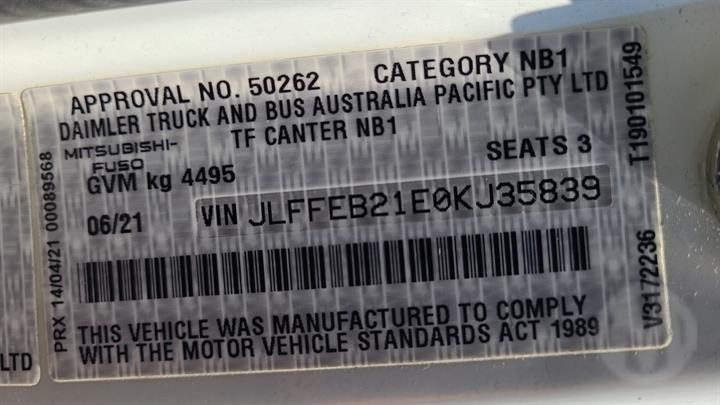 APPROVAL NO. 50262 CATEGORY NB1
DAIMLER TRUCK AND BUS AUSTRALIA PACIFIC PTY LTD
MITSUBISHI- TF CANTER NB1
FUSO
GVM kg 4495 SEATS 3
06/21 VIN JLFFEB21E0KJ35839
THIS VEHICLE WAS MANUFACTURED TO COMPLY
WITH THE MOTOR VEHICLE STANDARDS ACT 1989
PRX 14/04/21 00089568
V3172236 T190101549
LTD